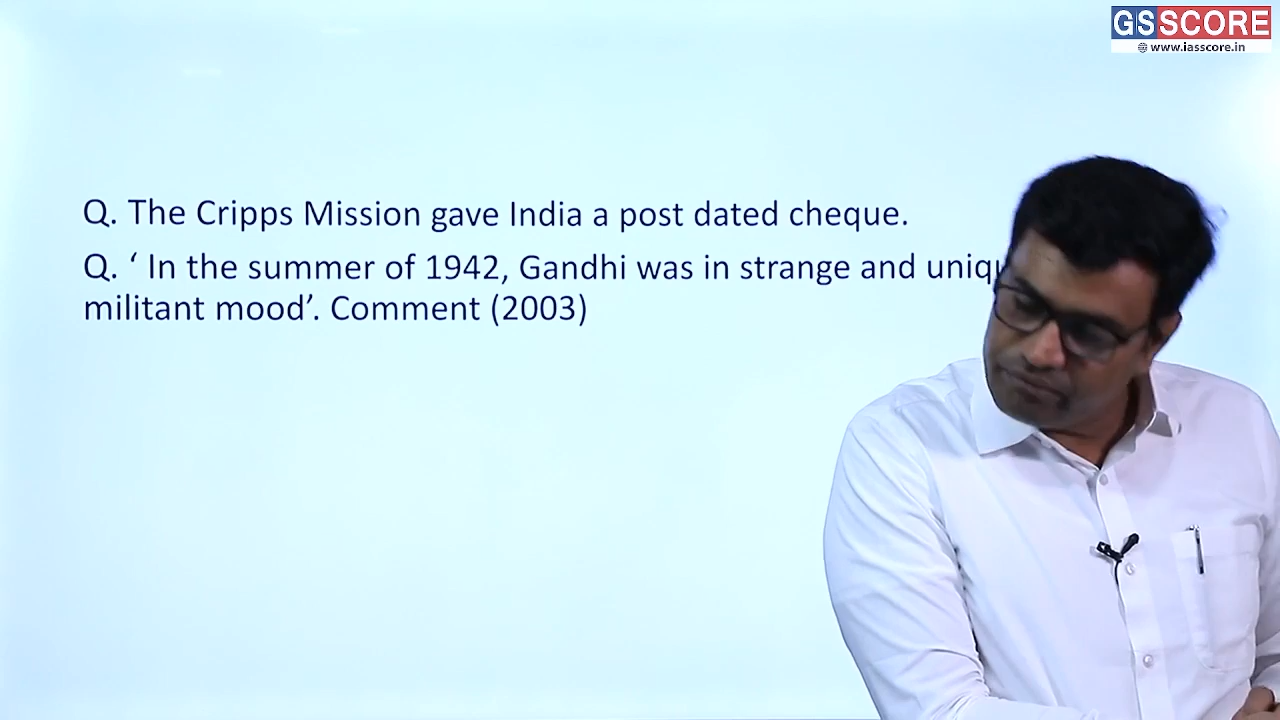 GSSCORE
www.iasscore.in
Q. The Cripps Mission gave India a post dated cheque.
Q. ‘ In the summer of 1942, Gandhi was in strange and
militant mood’. Comment (2003)